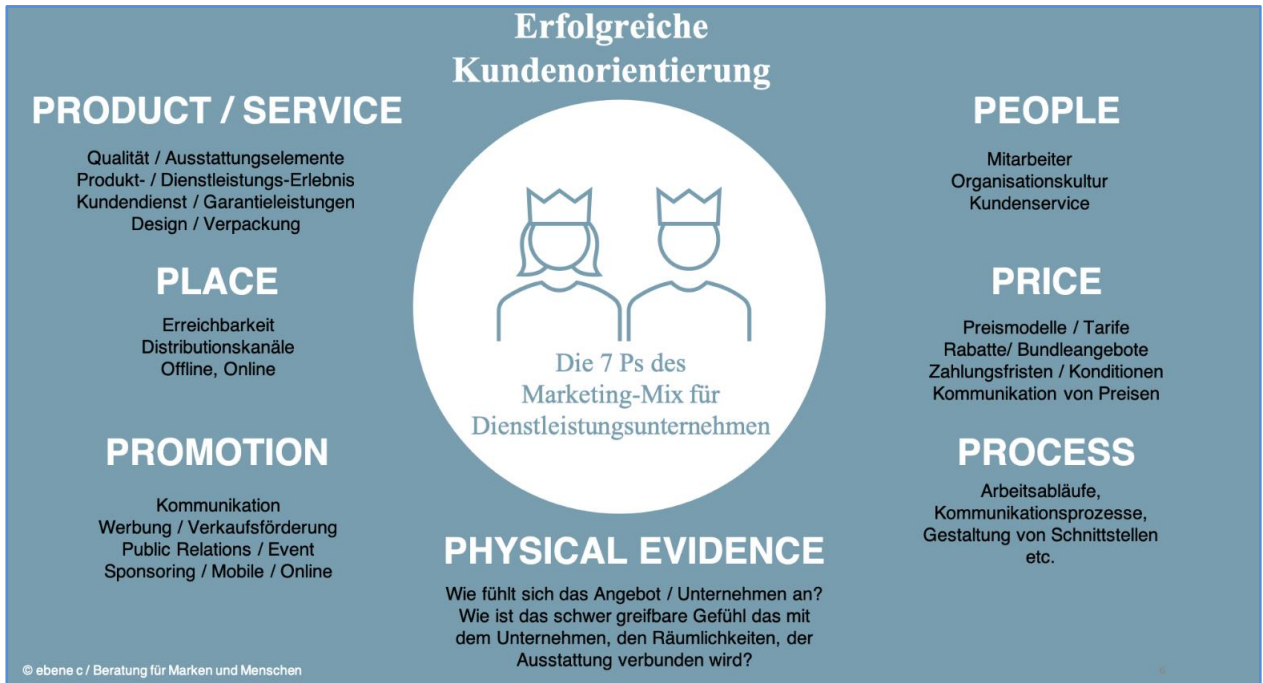 Erfolgreiche
Kundenorientierung
PRODUCT / SERVICE
Qualität / Ausstattungselemente
Produkt- / Dienstleistungs-Erlebnis
Kundendienst / Garantieleistungen
Design / Verpackung
PLACE
Erreichbarkeit
Distributionskanäle
Offline, Online
PROMOTION
Kommunikation
Werbung / Verkaufsförderung
Public Relations / Event
Sponsoring / Mobile / Online
Die 7 Ps des
Marketing-Mix für
Dienstleistungsunternehmen
PHYSICAL EVIDENCE
Wie fühlt sich das Angebot / Unternehmen an?
Wie ist das schwer greifbare Gefühl das mit
dem Unternehmen, den Räumlichkeiten, der
Ausstattung verbunden wird?
PEOPLE
Mitarbeiter
Organisationskultur
Kundenservice
PRICE
Preismodelle / Tarife
Rabatte/ Bundleangebote
Zahlungsfristen / Konditionen
Kommunikation von Preisen
PROCESS
Arbeitsabläufe,
Kommunikationsprozesse,
Gestaltung von Schnittstellen
etc.
© ebene c / Beratung für Marken und Menschen